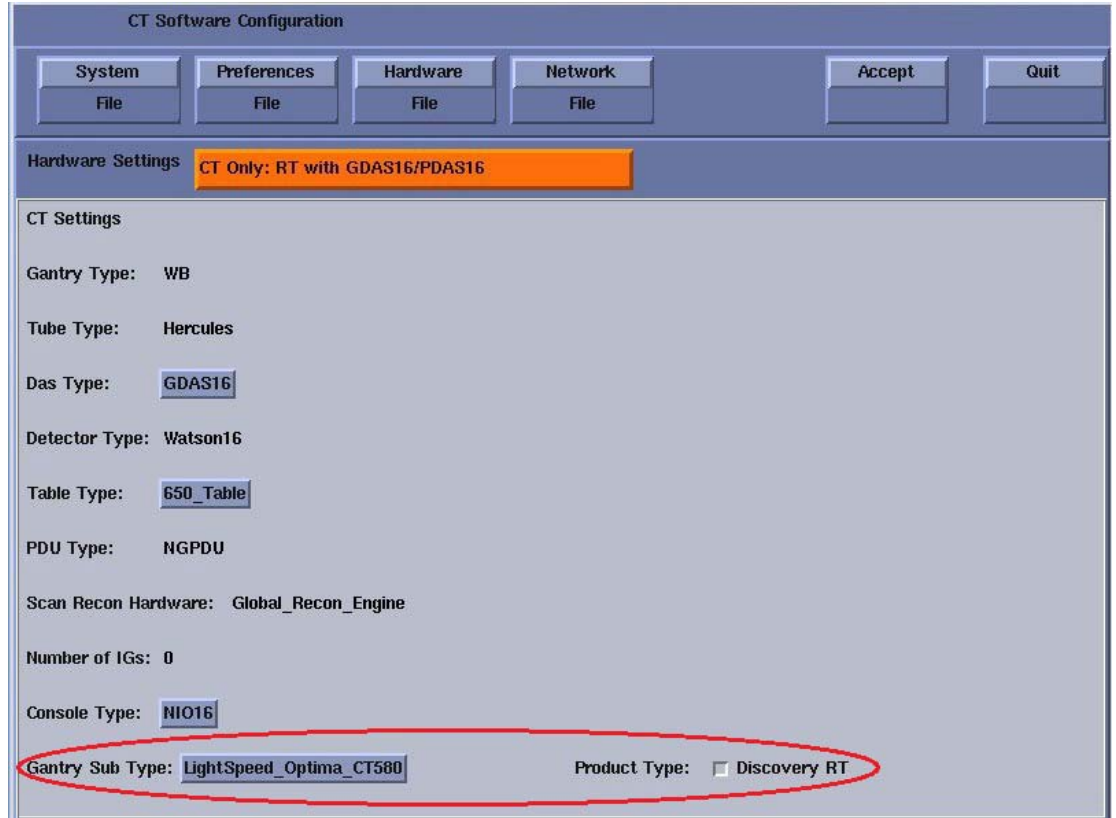 CT Software Configuration
System Preferences Hardware Network Accept Quit
File File File File
Hardware Settings CT Only: RT with GDAS16/PDAS16
CT Settings
Gantry Type: WB
Tube Type: Hercules
Das Type: GDAS16
Detector Type: Watson16
Table Type: 650_Table
PDU Type: NGPDU
Scan Recon Hardware: Global_Recon_Engine
Number of IGs: 0
Console Type: NIO16
Gantry Sub Type: LightSpeed_Optima_CT580 Product Type: Discovery RT